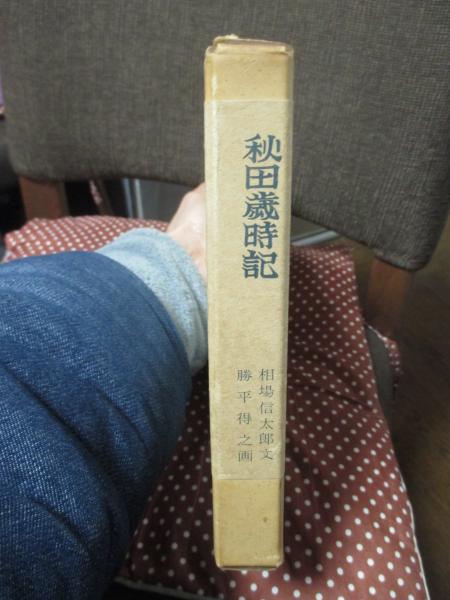 秋田歳時記
相場信太郎文
勝平得之画